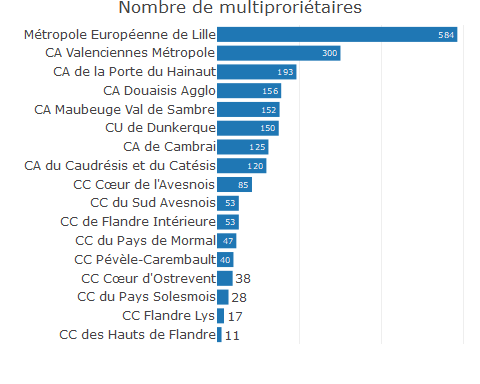 Nombre de multiproriétaires
Métropole Européenne de Lille 584
CA Valenciennes Métropole 300
CA de la Porte du Hainaut 193
CA Douaisis Agglo 156
CA Maubeuge Val de Sambre 152
CU de Dunkerque 150
CA de Cambrai 125
CA du Caudrésis et du Catésis 120
CC Cœur de l'Avesnois 85
CC du Sud Avesnois 53
CC de Flandre Intérieure 53
CC du Pays de Mormal 47
CC Pévèle-Carembault 40
CC Cœur d'Ostrevent 38
CC du Pays Solesmois 28
CC Flandre Lys 17
CC des Hauts de Flandre 11